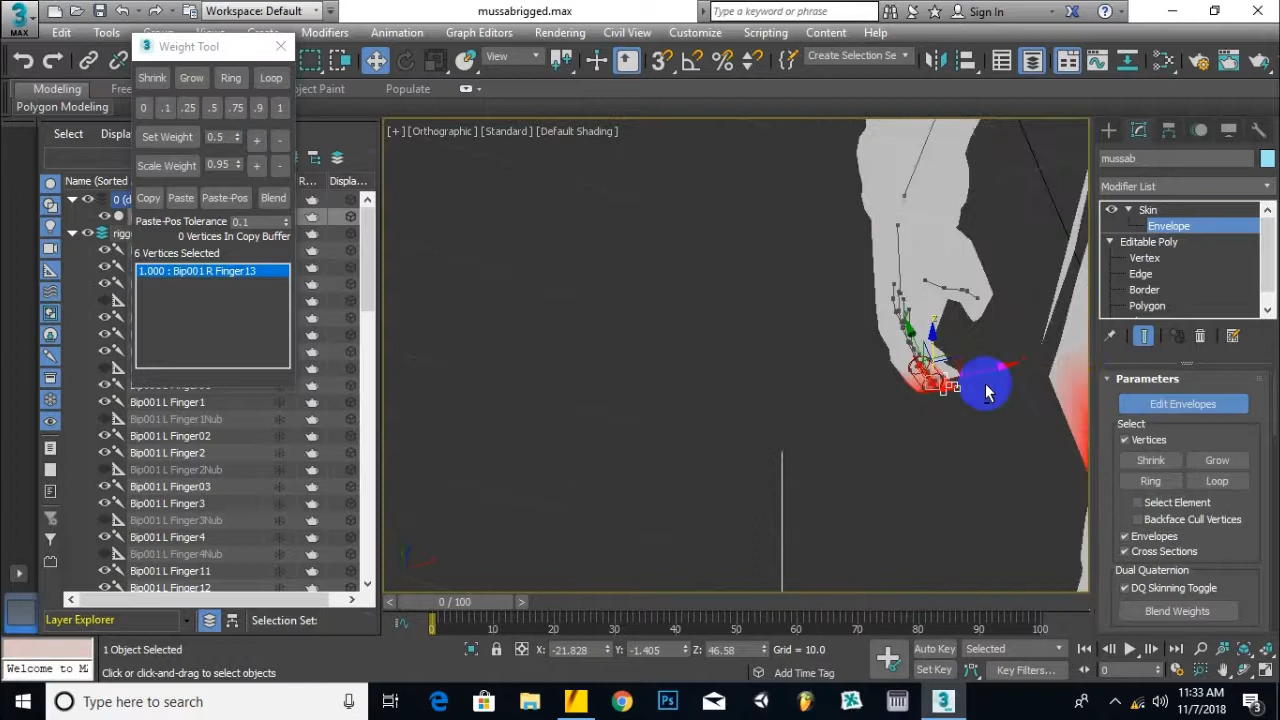 3
MAX
Workspace: Default
mussabrigged.max
Type a keyword or phrase
Sign In
Edit
Tools
Modifiers
Animation
Graph Editors
Rendering
Civil View
Customize
Scripting
Content
Help
View
Create Selection Se
Modeling
Populate
Polygon Modeling
3 Weight Tool
Shrink Grow Ring Loop
0 .1 .25 .5 .75 .9 1
Set Weight 0.5 + -
Scale Weight 0.95 + -
Copy Paste Paste-Pos Blend
Paste-Pos Tolerance 0.1
0 Vertices In Copy Buffer
6 Vertices Selected
1.000 : Bip001 R Finger13
Select
Name (Sorted
R... Displa...
Bip001 L Finger1
Bip001 L Finger1Nub
Bip001 L Finger02
Bip001 L Finger2
Bip001 L Finger2Nub
Bip001 L Finger03
Bip001 L Finger3
Bip001 L Finger3Nub
Bip001 L Finger4
Bip001 L Finger4Nub
Bip001 L Finger11
Bip001 L Finger12
Layer Explorer
Selection Set:
[+] [Orthographic] [Standard] [Default Shading]
z
mussab
Modifier List
Skin
Envelope
Editable Poly
Vertex
Edge
Border
Polygon
Parameters
Edit Envelopes
Select
Vertices
Shrink Grow
Ring Loop
Select Element
Backface Cull Vertices
Envelopes
Cross Sections
Dual Quaternion
DQ Skinning Toggle
Blend Weights
0 / 100
0 10 20 30 40 50 60 70 80 90 100
1 Object Selected
Click or click-and-drag to select objects
Welcome to M
X: -21.828 Y: -1.405 Z: 46.58 Grid = 10.0
Add Time Tag
Auto Key Selected
Set Key Key Filters...
0
Type here to search
1:33 AM
11/7/2018